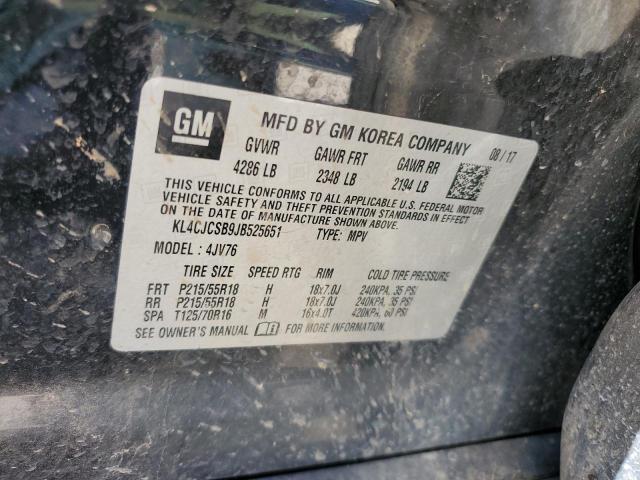 GM
MFD BY GM KOREA COMPANY
08/17
GVWR GAWR FRT GAWR RR
4286 LB 2348 LB 2194 LB
THIS VEHICLE CONFORMS TO ALL APPLICABLE U.S. FEDERAL MOTOR
VEHICLE SAFETY AND THEFT PREVENTION STANDARDS IN EFFECT
ON THE DATE OF MANUFACTURE SHOWN ABOVE.
KL4CJCSB9JB525651 TYPE: MPV
MODEL: 4JV76
TIRE SIZE SPEED RTG RIM COLD TIRE PRESSURE
FRT P215/55R18 H 18x7.0J 240KPA, 35 PSI
RR P215/55R18 H 18x7.0J 240KPA, 35 PSI
SPA T125/70R16 M 16x4.0T 420KPA, 60 PSI
SEE OWNER'S MANUAL FOR MORE INFORMATION.